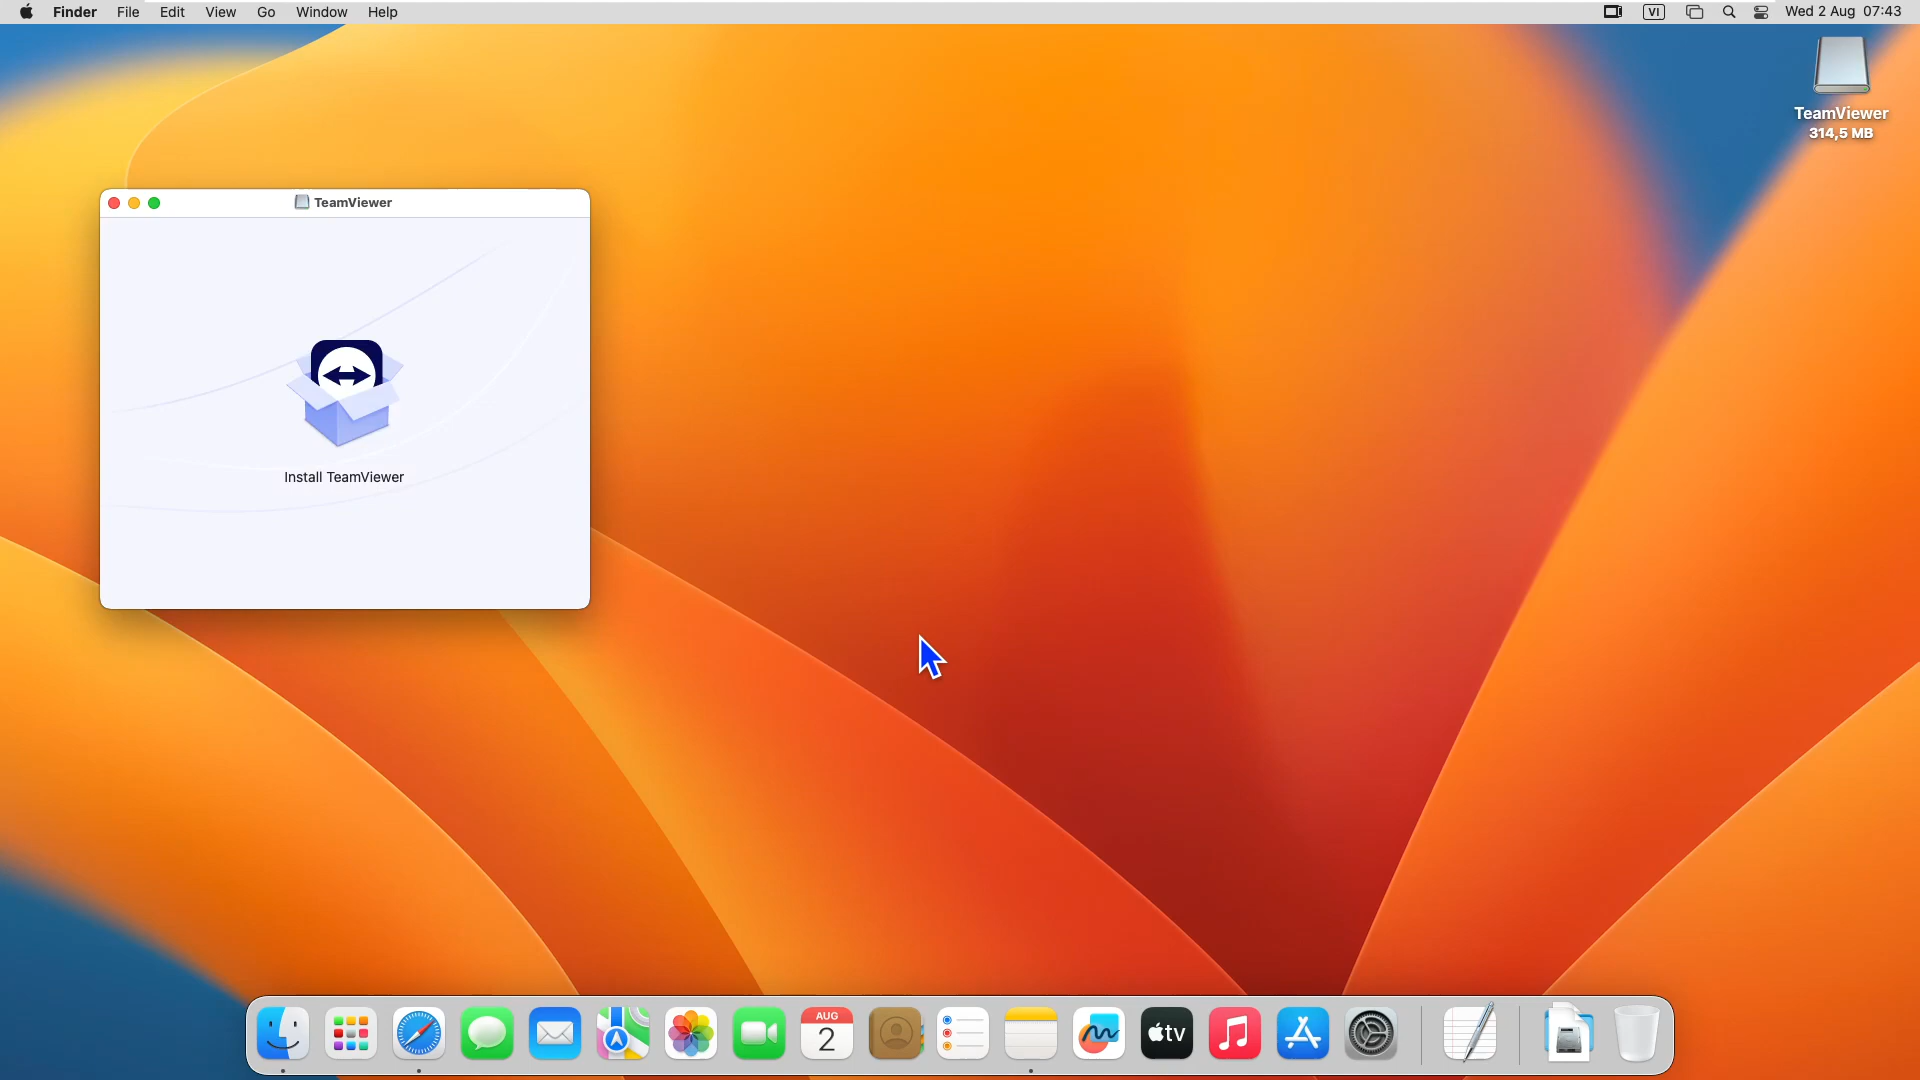 Finder File Edit View Go Window Help VI Wed 2 Aug 07:43
TeamViewer
314,5 MB
TeamViewer
Install TeamViewer
AUG
2
tv